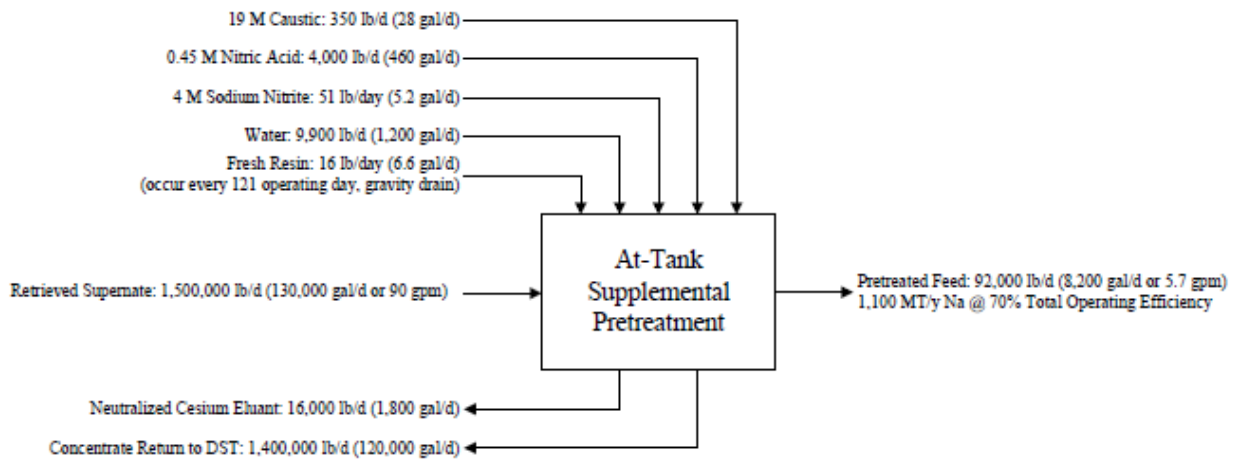 19 M Caustic: 350 lb/d (28 gal/d)
0.45 M Nitric Acid: 4,000 lb/d (460 gal/d)
4 M Sodium Nitrite: 51 lb/day (5.2 gal/d)
Water: 9,900 lb/d (1,200 gal/d)
Fresh Resin: 16 lb/day (6.6 gal/d)
(occur every 121 operating day, gravity drain)
At-Tank
Supplemental
Pretreatment
Retrieved Supernate: 1,500,000 lb/d (130,000 gal/d or 90 gpm)
Pretreated Feed: 92,000 lb/d (8,200 gal/d or 5.7 gpm)
1,100 MT/y Na @ 70% Total Operating Efficiency
Neutralized Cesium Eluant: 16,000 lb/d (1,800 gal/d)
Concentrate Return to DST: 1,400,000 lb/d (120,000 gal/d)